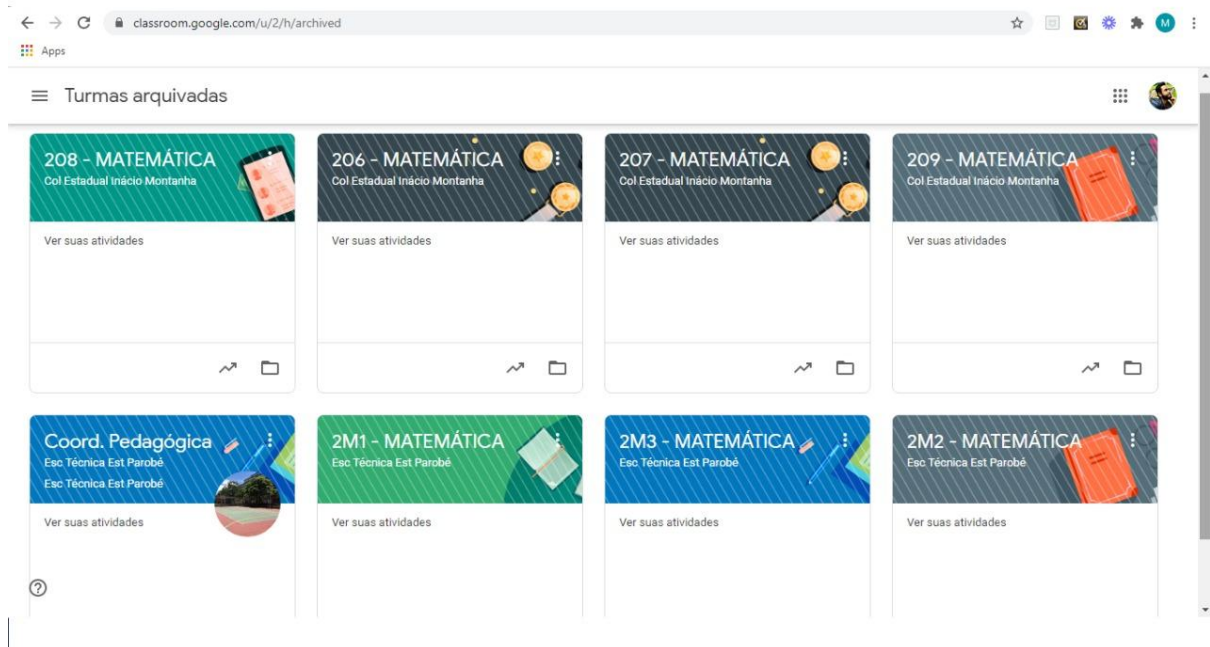 classroom.google.com/u/2/h/archived
M
Apps
Turmas arquivadas
208 - MATEMÁTICA
Col Estadual Inácio Montanha
Ver suas atividades
206 - MATEMÁTICA
Col Estadual Inácio Montanha
Ver suas atividades
207 - MATEMÁTICA
Col Estadual Inácio Montanha
Ver suas atividades
209 - MATEMÁTICA
Col Estadual Inácio Montanha
Ver suas atividades
Coord. Pedagógica
Esc Técnica Est Parobé
Esc Técnica Est Parobé
Ver suas atividades
2M1 - MATEMÁTICA
Esc Técnica Est Parobé
Ver suas atividades
2M3 - MATEMÁTICA
Esc Técnica Est Parobé
Ver suas atividades
2M2 - MATEMÁTICA
Esc Técnica Est Parobé
Ver suas atividades